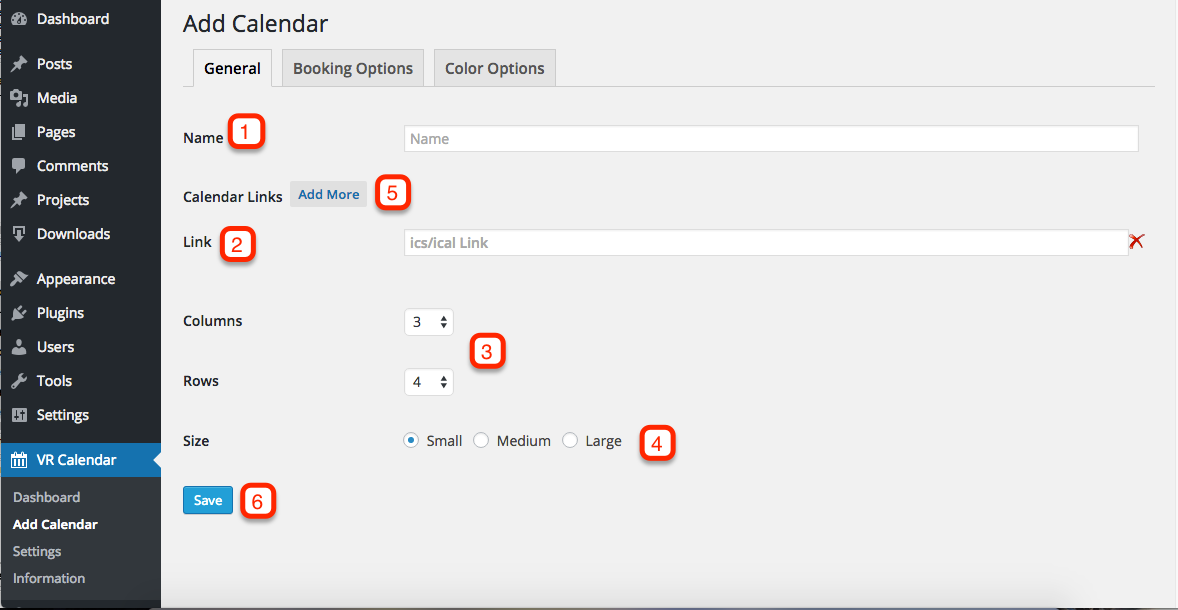 Dashboard
Posts
Media
Pages
Comments
Projects
Downloads
Appearance
Plugins
Users
Tools
Settings
VR Calendar
Dashboard
Add Calendar
Settings
Information
Add Calendar
General Booking Options Color Options
Name 1 Name
Calendar Links Add More 5
Link 2 ics/ical Link
Columns 3
3
Rows 4
Size Small Medium Large 4
Save 6